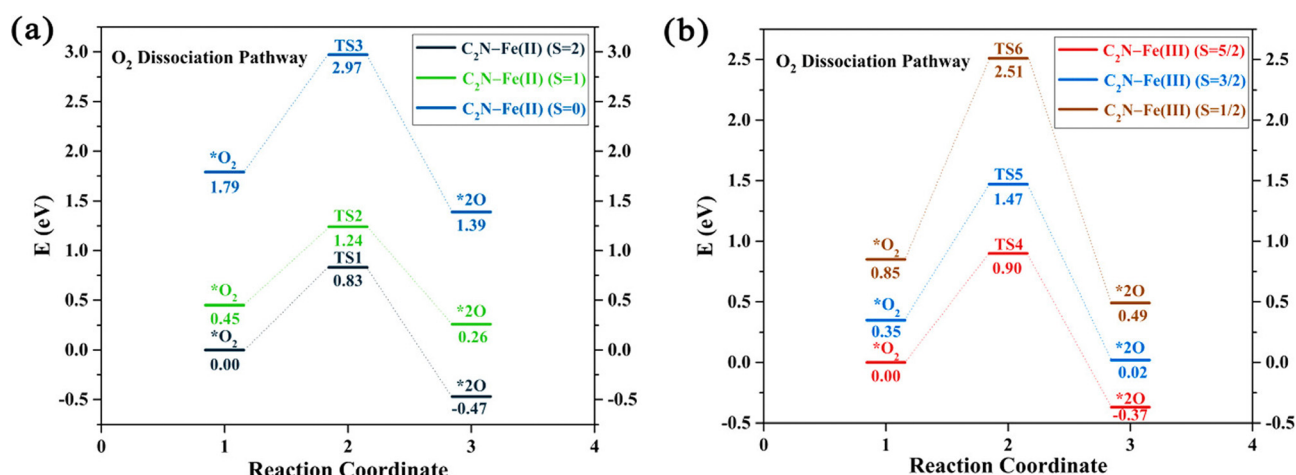 (a)
O₂ Dissociation Pathway
C₂N−Fe(II) (S=2)
C₂N−Fe(II) (S=1)
C₂N−Fe(II) (S=0)
TS3
2.97
*O₂
1.79
*2O
1.39
TS2
1.24
TS1
0.83
*O₂
0.45
*O₂
0.00
*2O
0.26
*2O
-0.47
E (eV)
3.0
2.5
2.0
1.5
1.0
0.5
0.0
-0.5
3.0
2.5
2.0
1.5
1.0
0.5
0.0
-0.5
0 1 2 3 4
Reaction Coordinate
(b)
O₂ Dissociation Pathway
C₂N−Fe(III) (S=5/2)
C₂N−Fe(III) (S=3/2)
C₂N−Fe(III) (S=1/2)
TS6
2.51
TS5
1.47
TS4
0.90
*O₂
0.85
*O₂
0.35
*O₂
0.00
*2O
0.49
*2O
0.02
*2O
-0.37
E (eV)
2.5
2.0
1.5
1.0
0.5
0.0
-0.5
2.5
2.0
1.5
1.0
0.5
0.0
-0.5
0 1 2 3 4
Reaction Coordinate